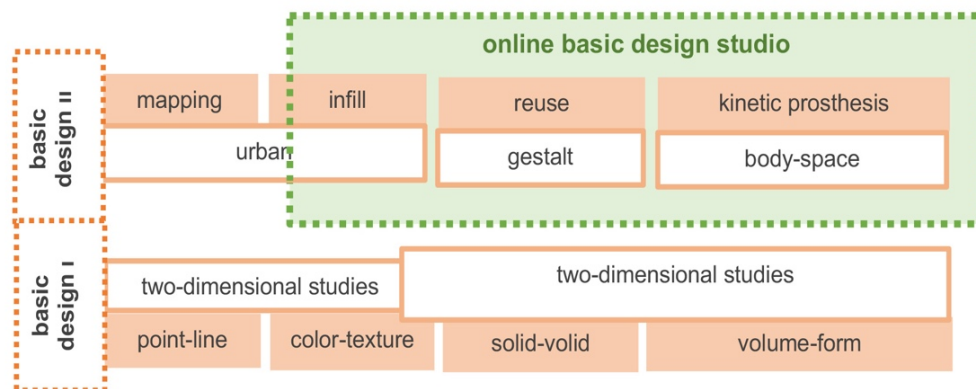 online basic design studio
basic
design II
mapping
infill
reuse
kinetic prosthesis
urban
gestalt
body-space
basic
design I
two-dimensional studies
two-dimensional studies
point-line
color-texture
solid-volid
volume-form